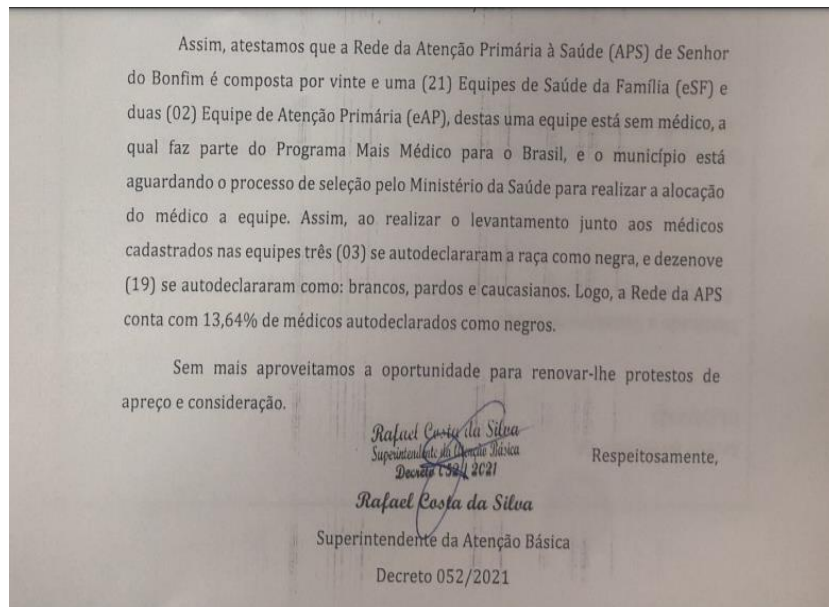 Assim, atestamos que a Rede da Atenção Primária à Saúde (APS) de Senhor
do Bonfim é composta por vinte e uma (21) Equipes de Saúde da Família (eSF) e
duas (02) Equipe de Atenção Primária (eAP), destas uma equipe está sem médico, a
qual faz parte do Programa Mais Médico para o Brasil, e o município está
aguardando o processo de seleção pelo Ministério da Saúde para realizar a alocação
do médico a equipe. Assim, ao realizar o levantamento junto aos médicos
cadastrados nas equipes três (03) se autodeclararam a raça como negra, e dezenove
(19) se autodeclararam como: brancos, pardos e caucasianos. Logo, a Rede da APS
conta com 13,64% de médicos autodeclarados como negros.
Sem mais aproveitamos a oportunidade para renovar-lhe protestos de
apreço e consideração.
Rafael Costa da Silva
Superintendente da Atenção Básica
Decreto 052/2021
Respeitosamente,
Rafael Costa da Silva
Superintendente da Atenção Básica
Decreto 052/2021